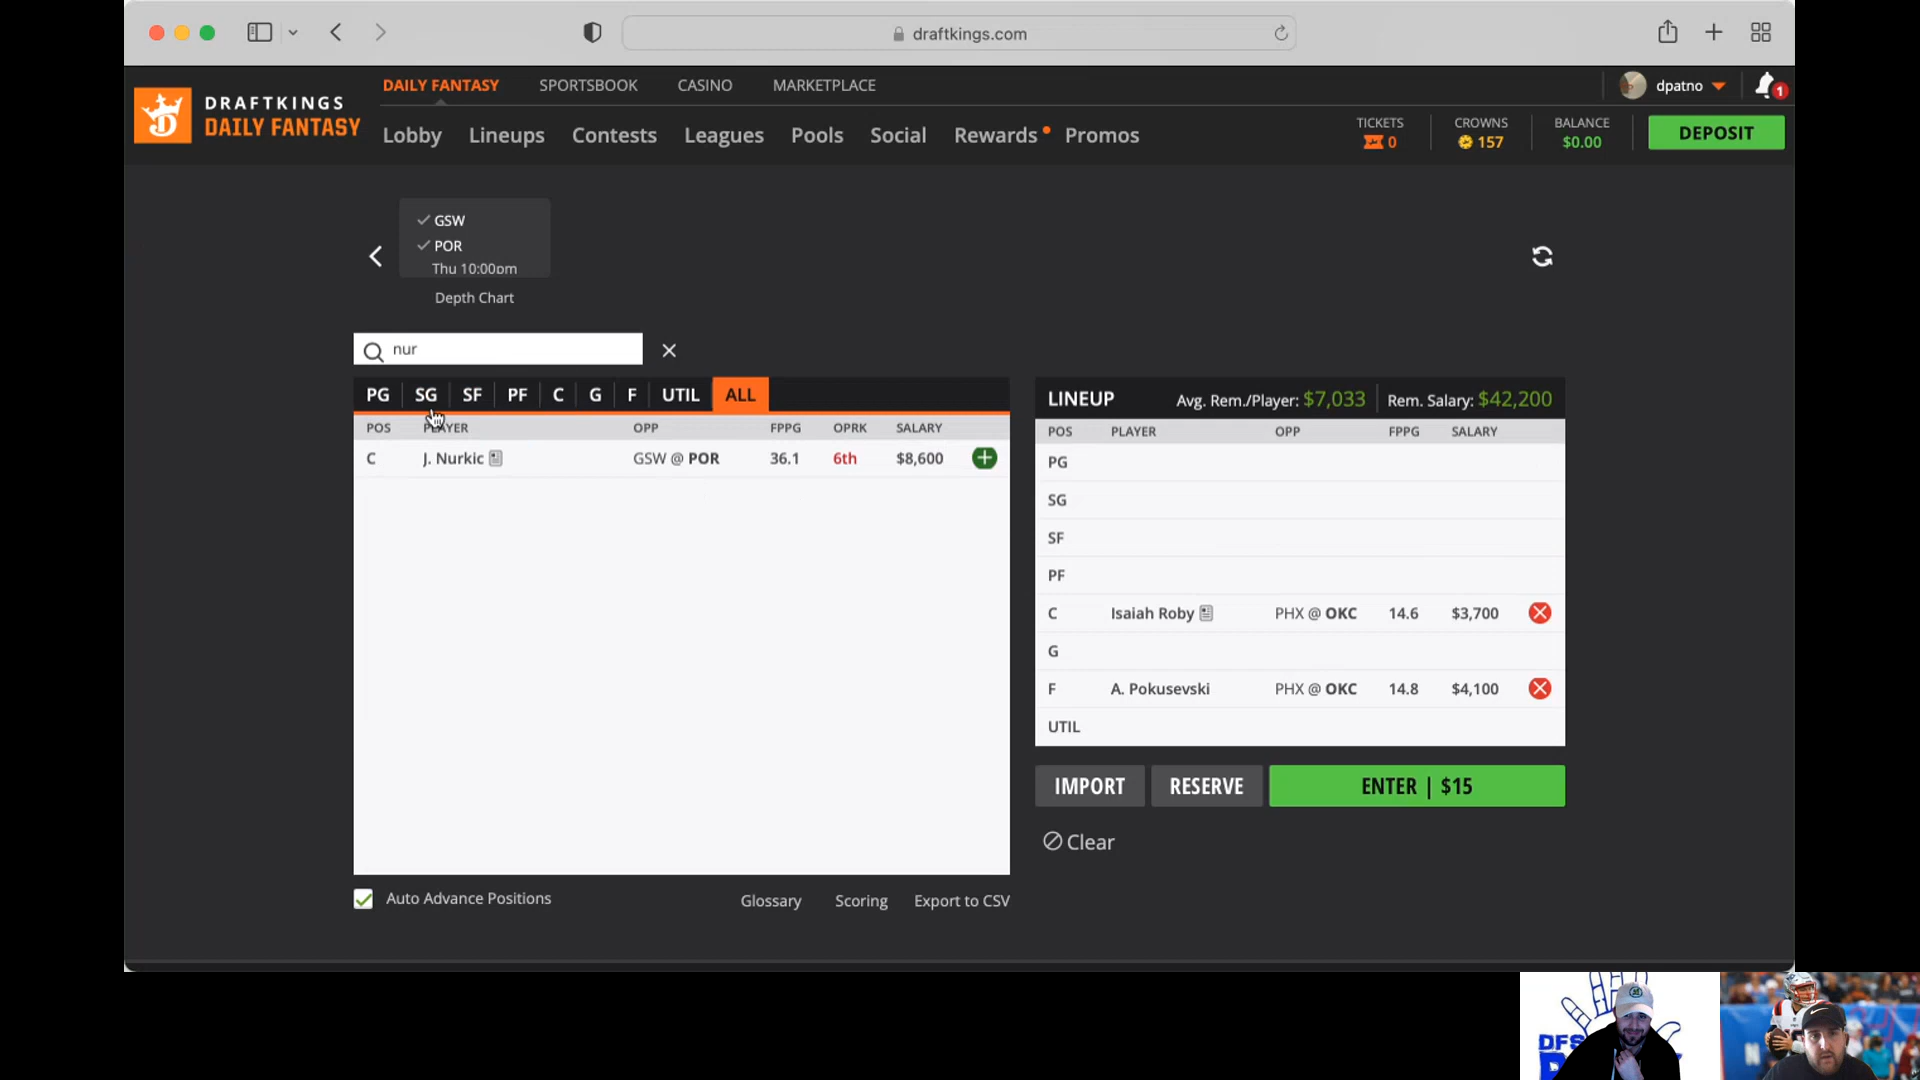 draftkings.com
DRAFTKINGS
DAILY FANTASY
DAILY FANTASY SPORTSBOOK CASINO MARKETPLACE
dpatno
1
Lobby Lineups Contests Leagues Pools Social Rewards Promos
TICKETS
0
CROWNS
157
BALANCE
$0.00
DEPOSIT
GSW
POR
Thu 10:00pm
Depth Chart
nur
PG SG SF PF C G F UTIL ALL
POS PLAYER OPP FPPG OPRK SALARY
C J. Nurkic GSW @ POR 36.1 6th $8,600
LINEUP Avg. Rem./Player: $7,033 Rem. Salary: $42,200
POS PLAYER OPP FPPG SALARY
PG
SG
SF
PF
C Isaiah Roby PHX @ OKC 14.6 $3,700
G
F A. Pokusevski PHX @ OKC 14.8 $4,100
UTIL
IMPORT RESERVE ENTER | $15
Clear
Auto Advance Positions
Glossary Scoring Export to CSV
DFS